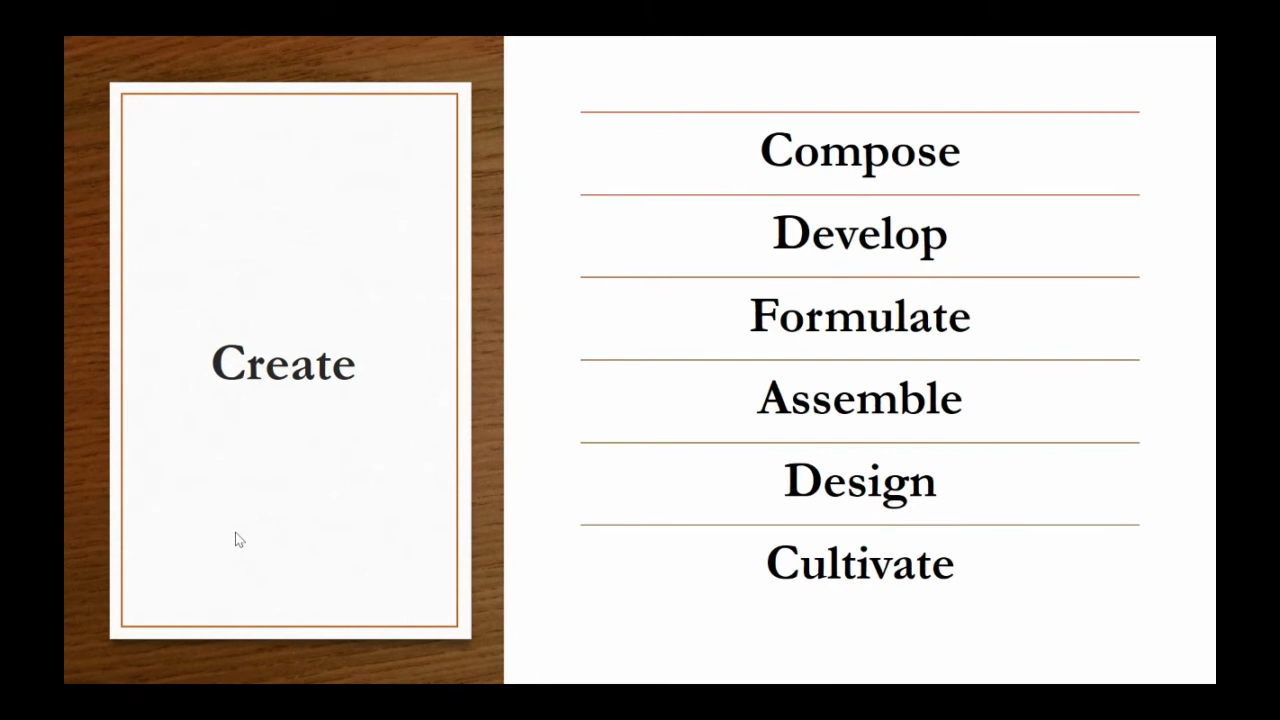 Create
Compose
Develop
Formulate
Assemble
Design
Cultivate